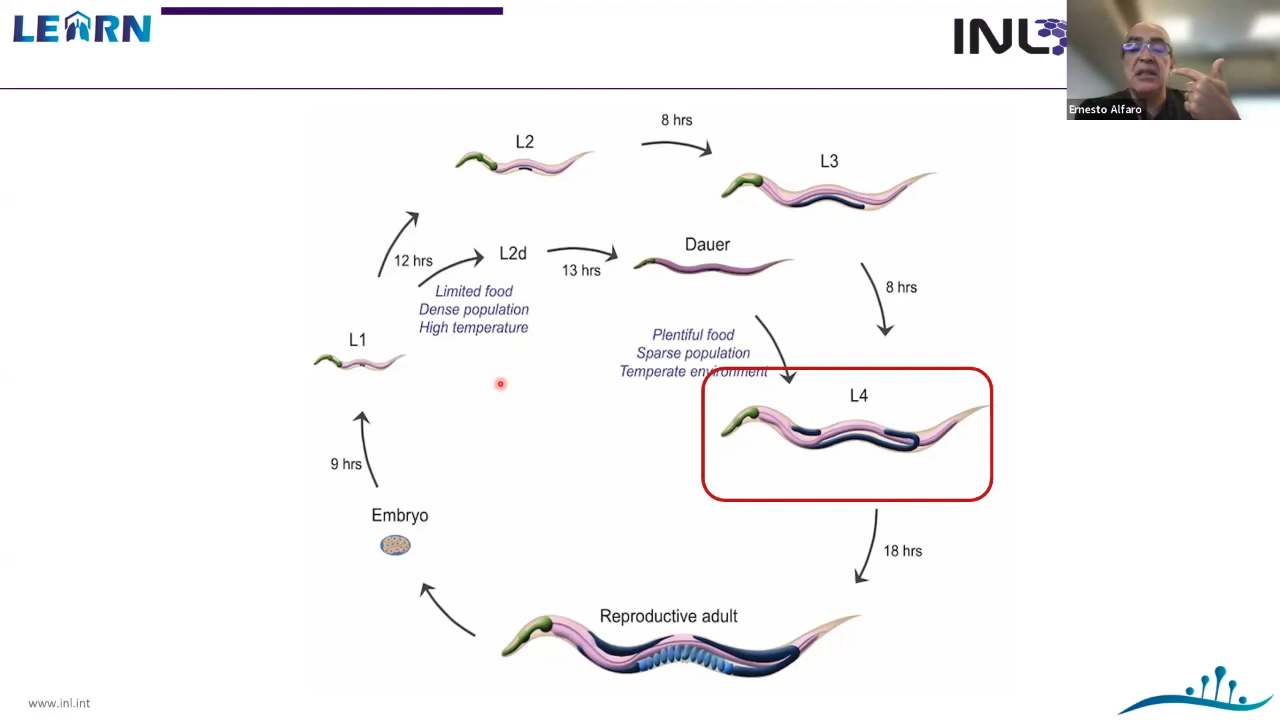 LEARN
INL
Ernesto Alfaro
8 hrs
L2
L3
12 hrs
L2d
13 hrs
Dauer
Limited food
Dense population
High temperature
8 hrs
L1
Plentiful food
Sparse population
Temperate environment
L4
9 hrs
Embryo
18 hrs
Reproductive adult
www.inl.int